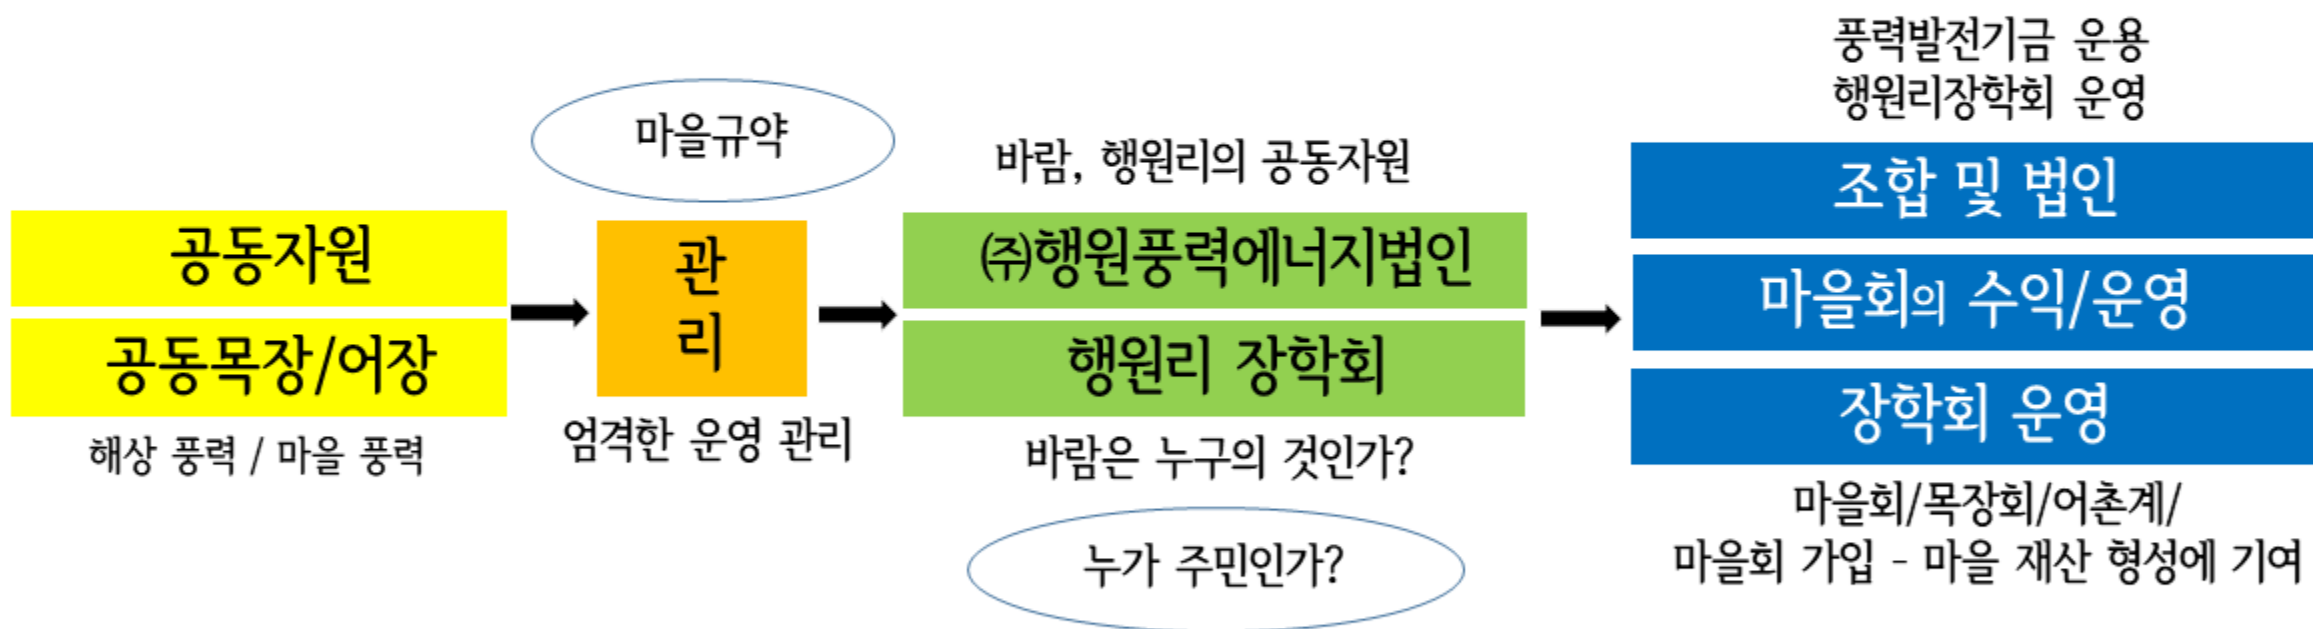 공동자원
공동목장/어장
해상 풍력 / 마을 풍력
마을규약
관
리
엄격한 운영 관리
바람, 행원리의 공동자원
㈜행원풍력에너지법인
행원리 장학회
바람은 누구의 것인가?
누가 주민인가?
풍력발전기금 운용
행원리장학회 운영
조합 및 법인
마을회의 수익/운영
장학회 운영
마을회/목장회/어촌계/
마을회 가입 - 마을 재산 형성에 기여